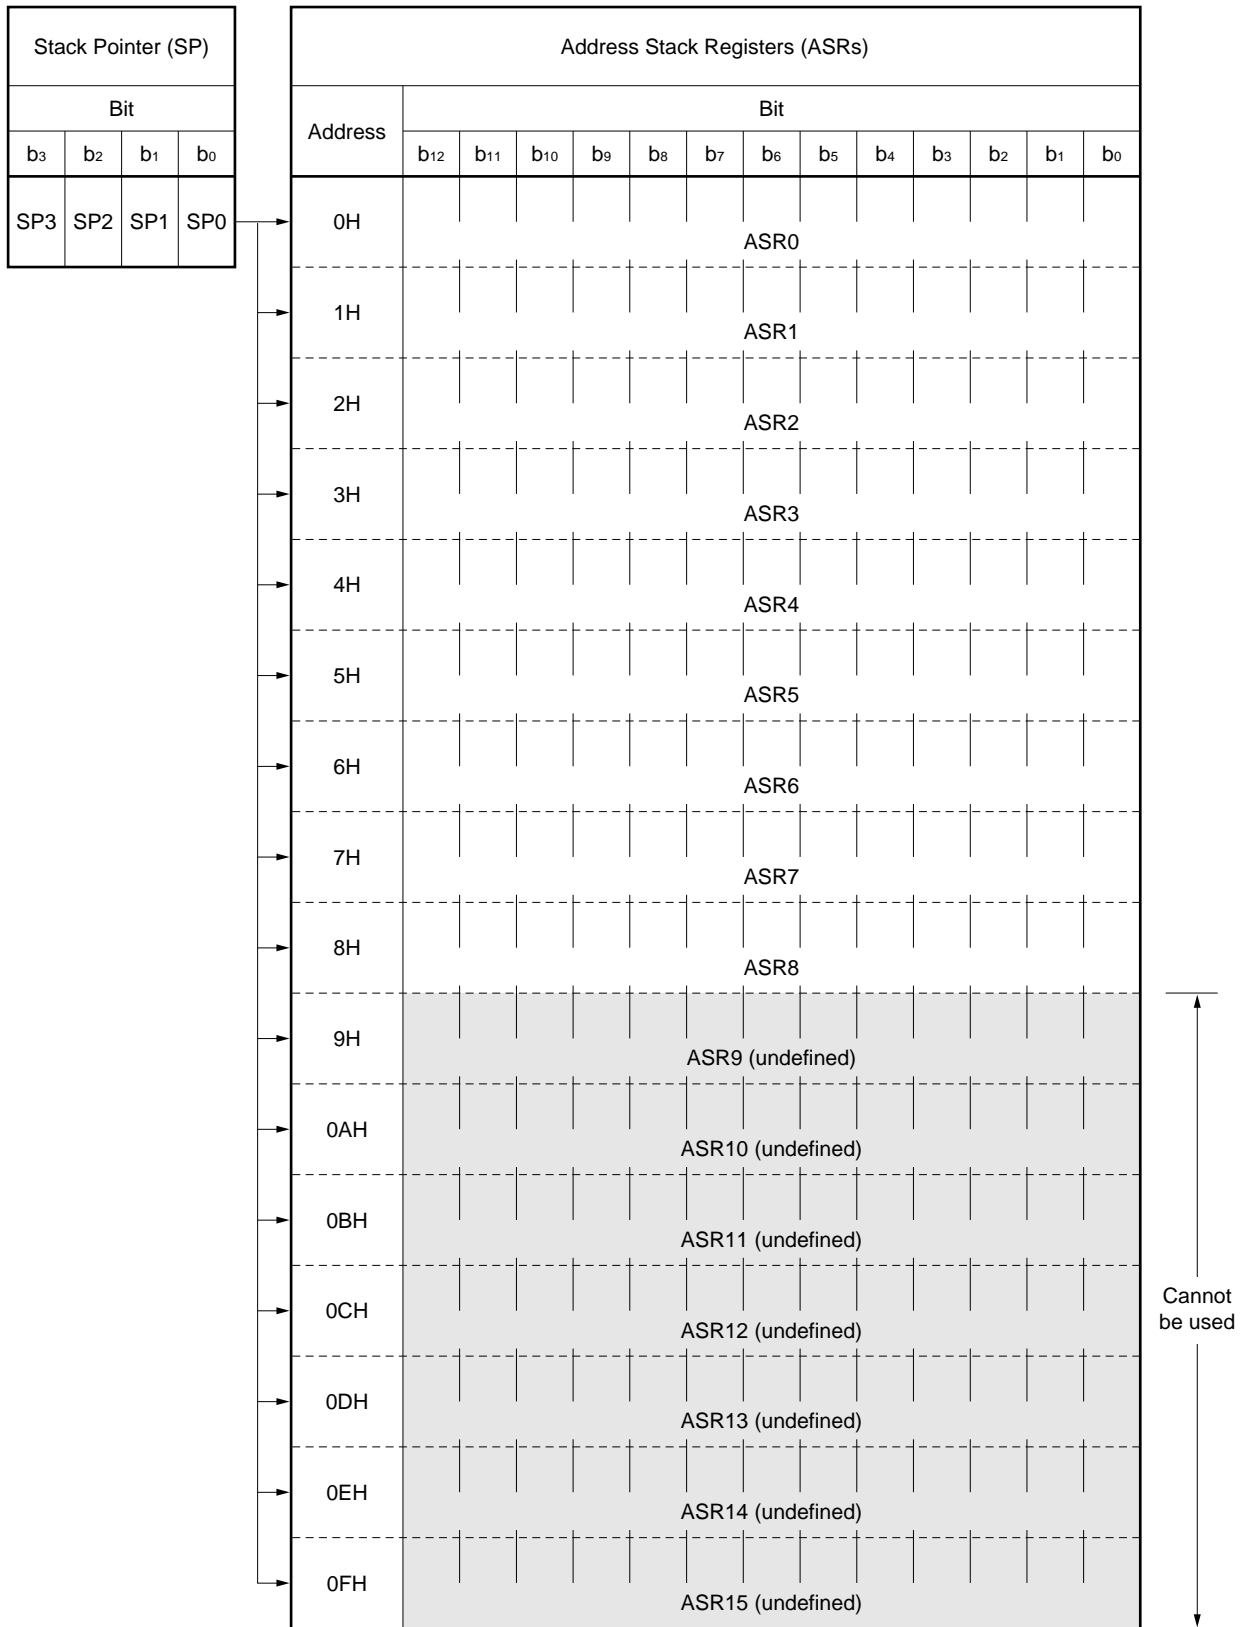 Stack Pointer (SP)
Address Stack Registers (ASRs)
Bit
Address
Bit
b3 b2 b1 b0
b12 b11 b10 b9 b8 b7 b6 b5 b4 b3 b2 b1 b0
SP3 SP2 SP1 SP0
0H
ASR0
1H
ASR1
2H
ASR2
3H
ASR3
4H
ASR4
5H
ASR5
6H
ASR6
7H
ASR7
8H
ASR8
9H
ASR9 (undefined)
0AH
ASR10 (undefined)
0BH
ASR11 (undefined)
0CH
ASR12 (undefined)
0DH
ASR13 (undefined)
0EH
ASR14 (undefined)
0FH
ASR15 (undefined)
Cannot
be used